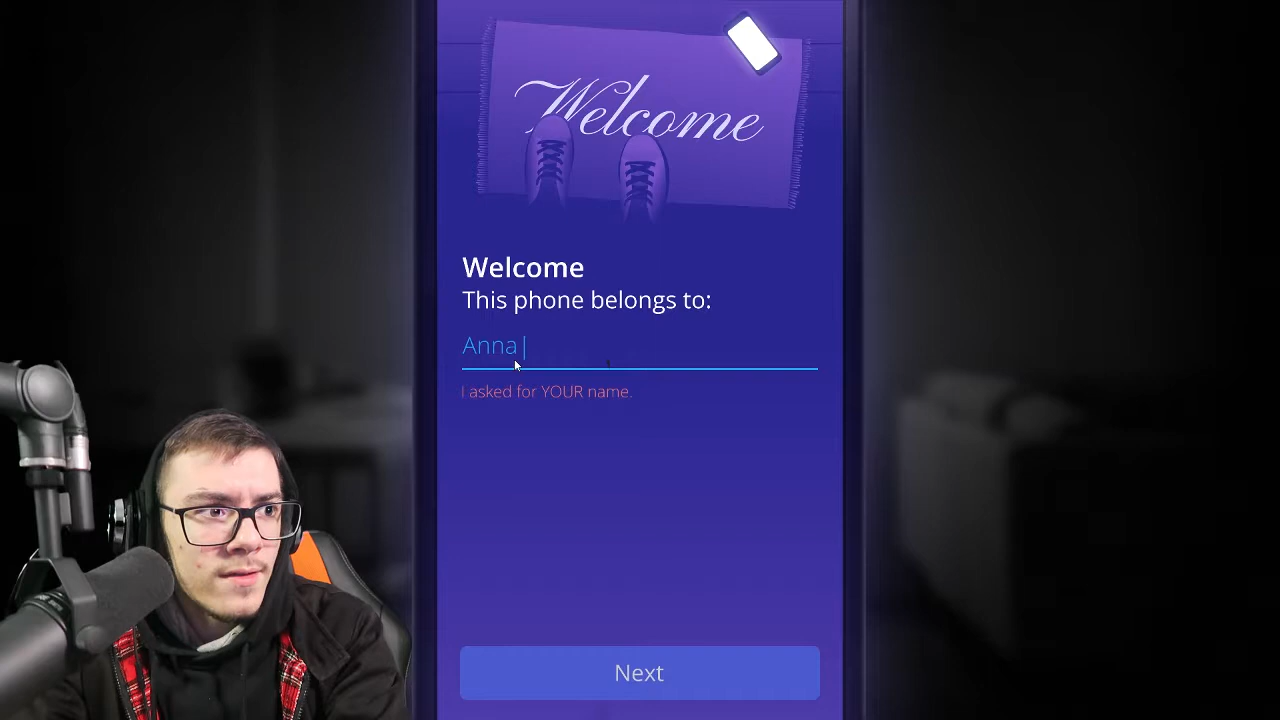 Welcome
Welcome
This phone belongs to:
Anna
I asked for YOUR name.
Next